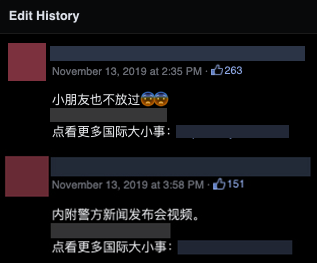 Edit History
November 13, 2019 at 2:35 PM · 263
小朋友也不放过😨😨
点看更多国际大小事：
November 13, 2019 at 3:58 PM · 151
内附警方新闻发布会视频。
点看更多国际大小事：